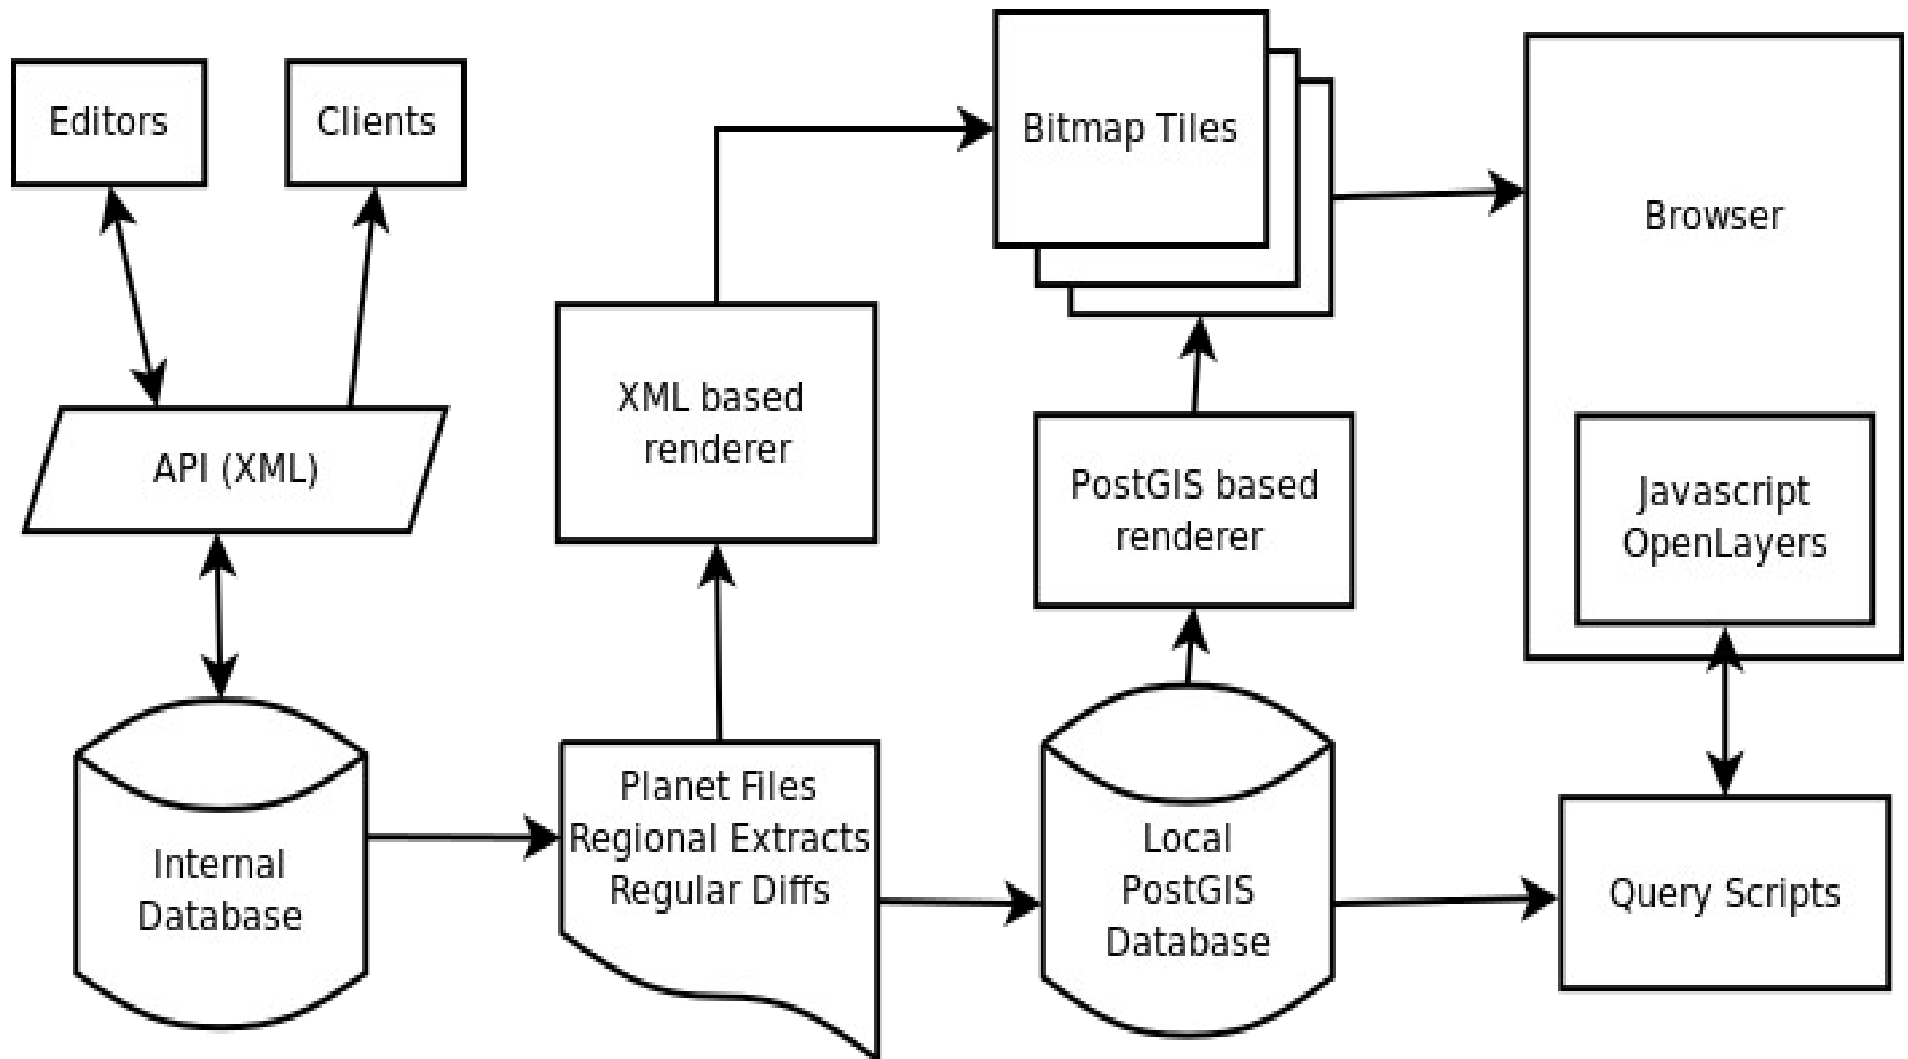 Editors
Clients
Bitmap Tiles
Browser
XML based
renderer
API (XML)
PostGIS based
renderer
Javascript
OpenLayers
Internal
Database
Planet Files
Regional Extracts
Regular Diffs
Local
PostGIS
Database
Query Scripts